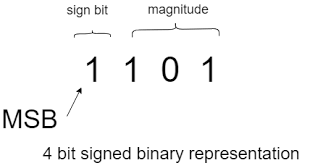 sign bit magnitude
1 1 0 1
MSB
4 bit signed binary representation